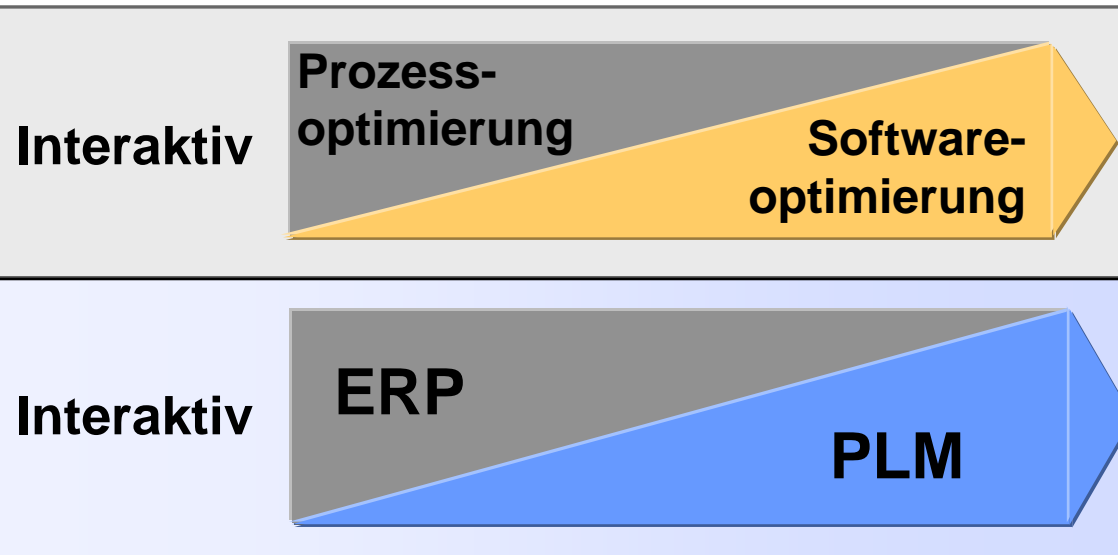 Interaktiv
Prozess-
optimierung
Software-
optimierung
Interaktiv
ERP
PLM